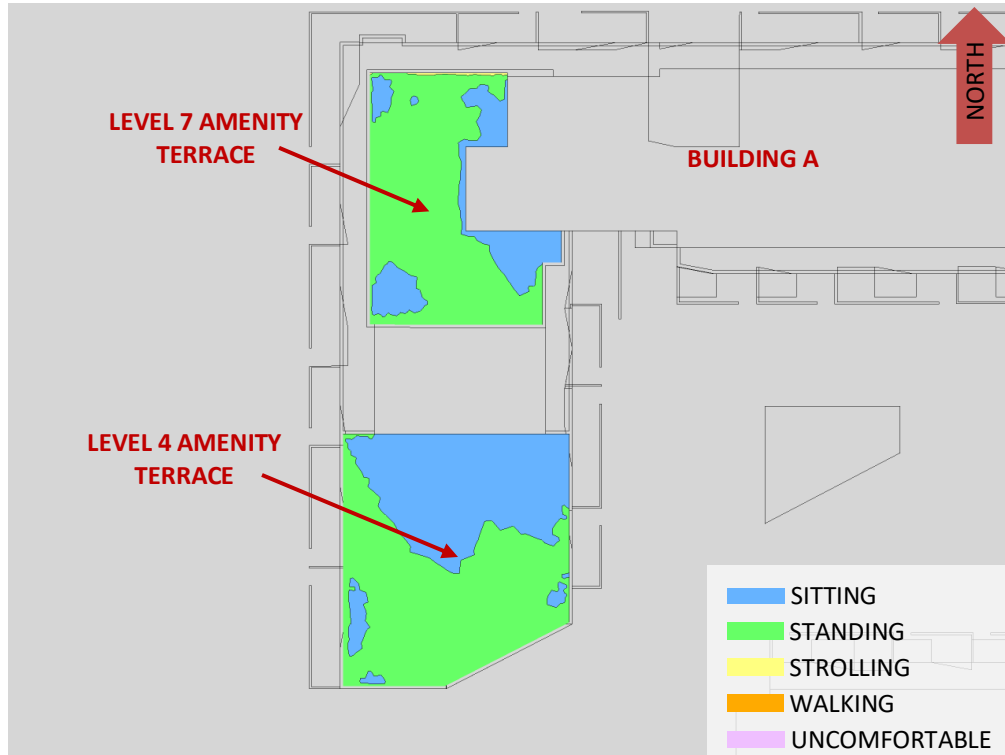 NORTH
LEVEL 7 AMENITY
TERRACE
BUILDING A
LEVEL 4 AMENITY
TERRACE
SITTING
STANDING
STROLLING
WALKING
UNCOMFORTABLE